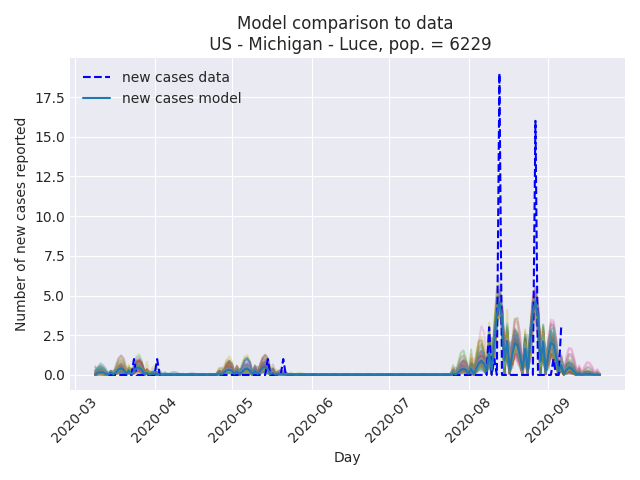 Model comparison to data
US - Michigan - Luce, pop. = 6229
new cases data
new cases model
17.5
15.0
12.5
10.0
7.5
5.0
2.5
0.0
Number of new cases reported
2020-03
2020-04
2020-05
2020-06
2020-07
2020-08
2020-09
Day